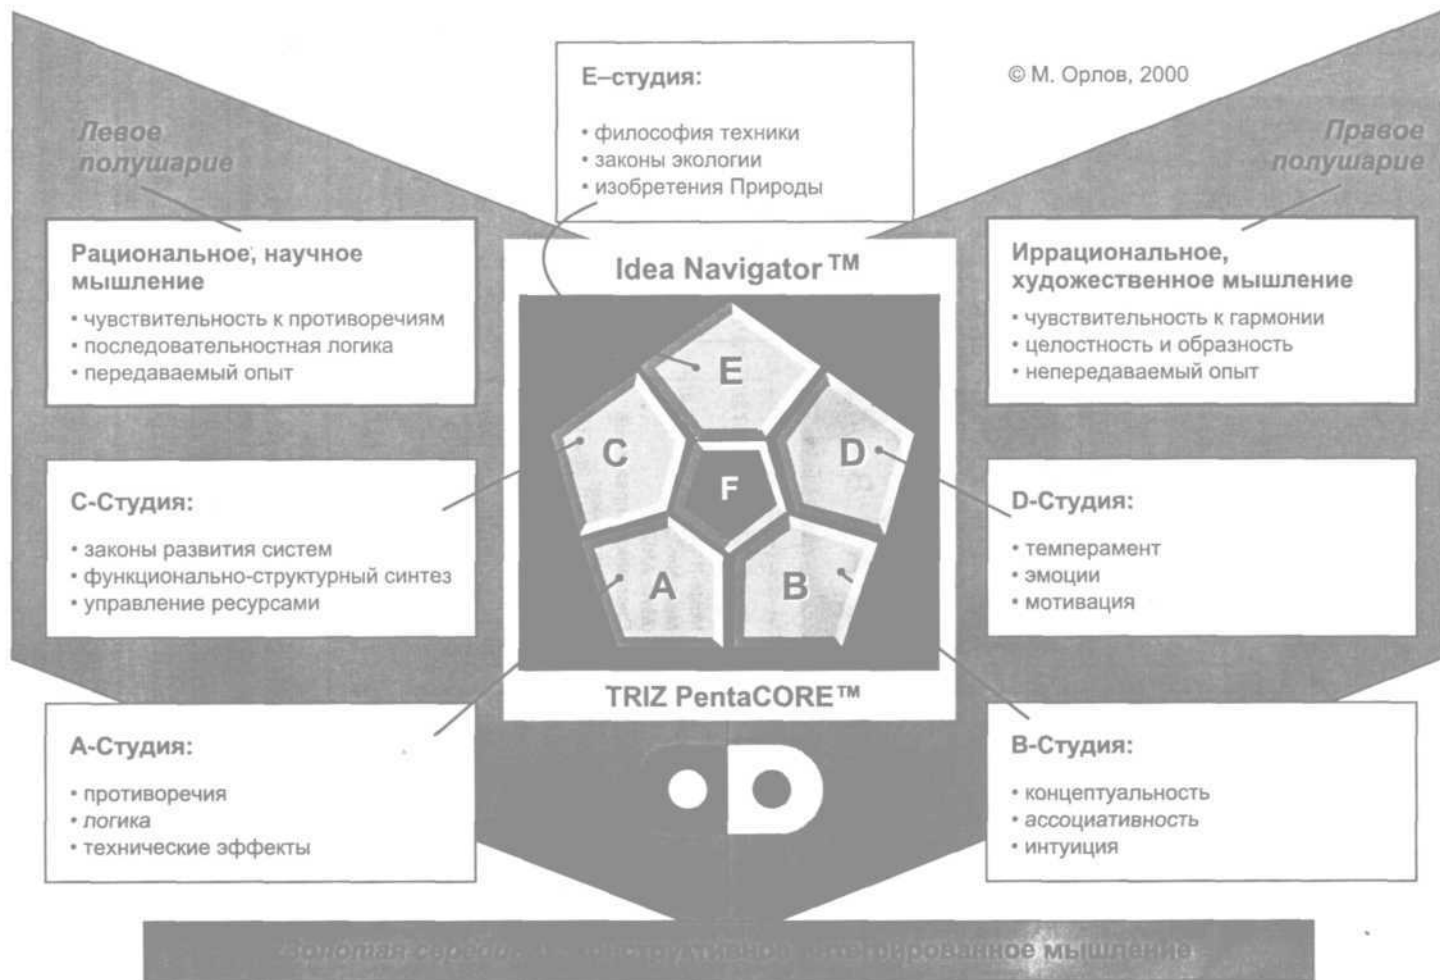 Е–студия:
• философия техники
• законы экологии
• изобретения Природы
© М. Орлов, 2000
Левое
полушарие
Правое
полушарие
Рациональное, научное
мышление
• чувствительность к противоречиям
• последовательностная логика
• передаваемый опыт
Idea Navigator™
Иррациональное,
художественное мышление
• чувствительность к гармонии
• целостность и образность
• непередаваемый опыт
E
C
D
F
A
B
С-Студия:
• законы развития систем
• функционально-структурный синтез
• управление ресурсами
D-Студия:
• темперамент
• эмоции
• мотивация
TRIZ PentaCORE™
А-Студия:
• противоречия
• логика
• технические эффекты
В-Студия:
• концептуальность
• ассоциативность
• интуиция
Золотая мышление